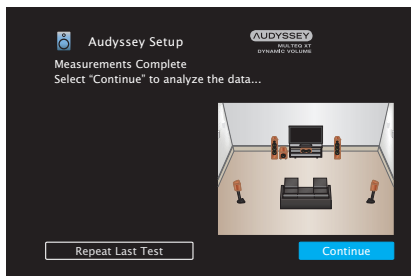 Audyssey Setup
AUDYSSEY
MULTEQ XT
DYNAMIC VOLUME
Measurements Complete
Select “Continue” to analyze the data...
Repeat Last Test
Continue